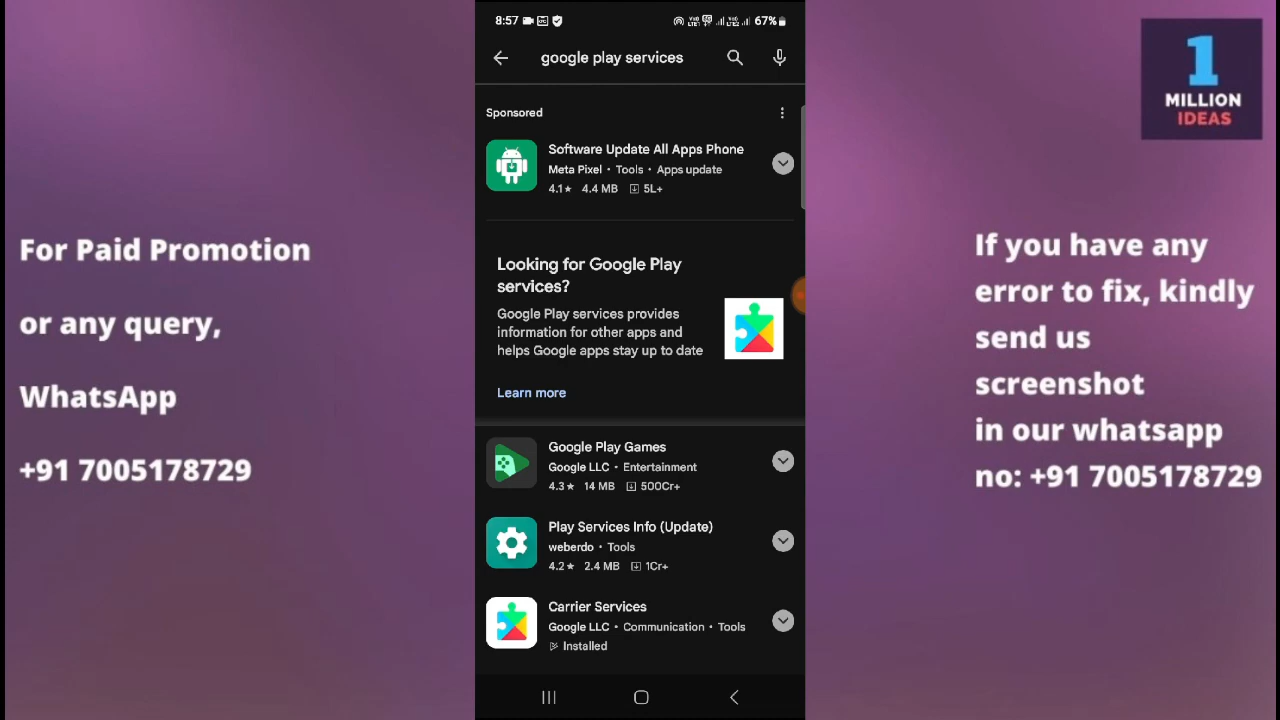 For Paid Promotion
or any query,
WhatsApp
+91 7005178729
8:57
67%
google play services
Sponsored
Software Update All Apps Phone
Meta Pixel • Tools • Apps update
4.1★ 4.4 MB 5L+
Looking for Google Play
services?
Google Play services provides
information for other apps and
helps Google apps stay up to date
Learn more
Google Play Games
Google LLC • Entertainment
4.3★ 14 MB 500Cr+
Play Services Info (Update)
weberdo • Tools
4.2★ 2.4 MB 1Cr+
Carrier Services
Google LLC • Communication • Tools
Installed
1
MILLION
IDEAS
If you have any
error to fix, kindly
send us
screenshot
in our whatsapp
no: +91 7005178729